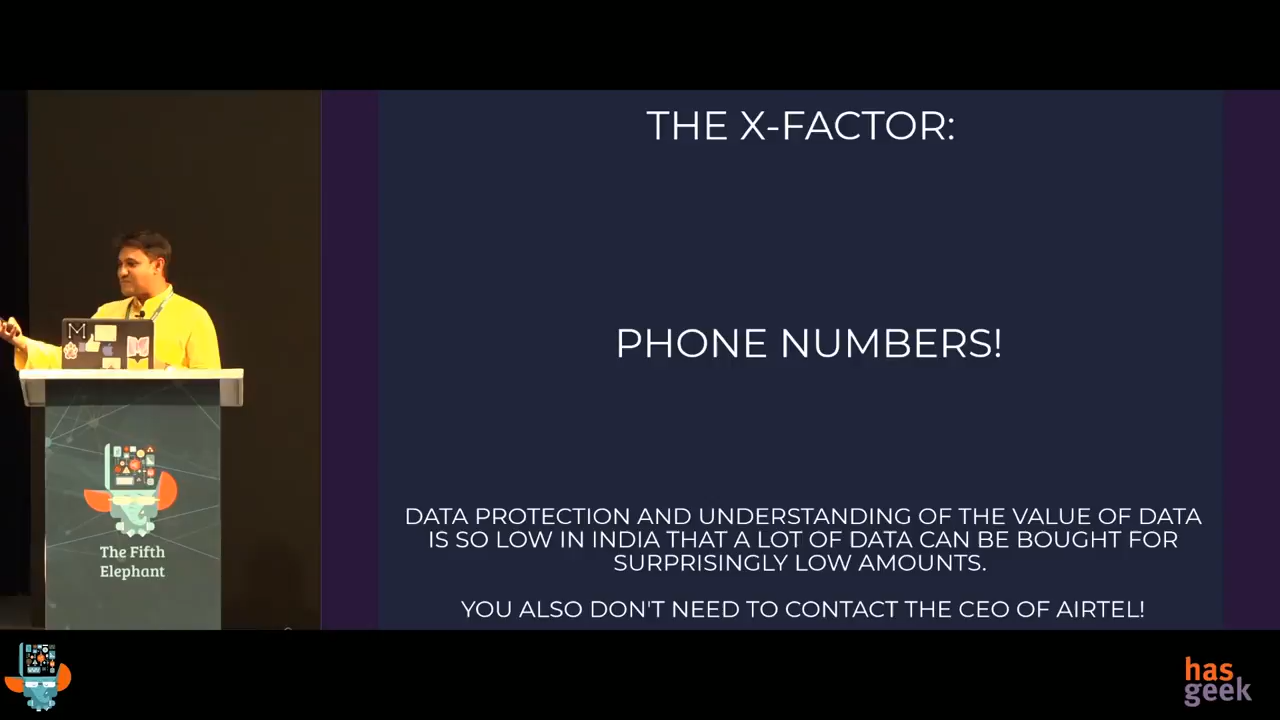 THE X-FACTOR:
PHONE NUMBERS!
DATA PROTECTION AND UNDERSTANDING OF THE VALUE OF DATA
IS SO LOW IN INDIA THAT A LOT OF DATA CAN BE BOUGHT FOR
SURPRISINGLY LOW AMOUNTS.
YOU ALSO DON'T NEED TO CONTACT THE CEO OF AIRTEL!
M
The Fifth
Elephant
has
geek